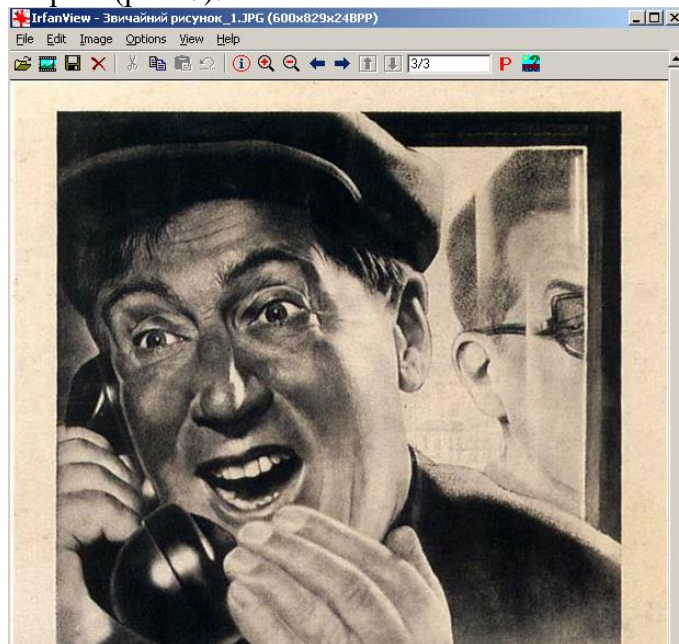 IrfanView - Звичайний рисунок_1.JPG (600x829x24BPP)
File Edit Image Options View Help
3/3 P